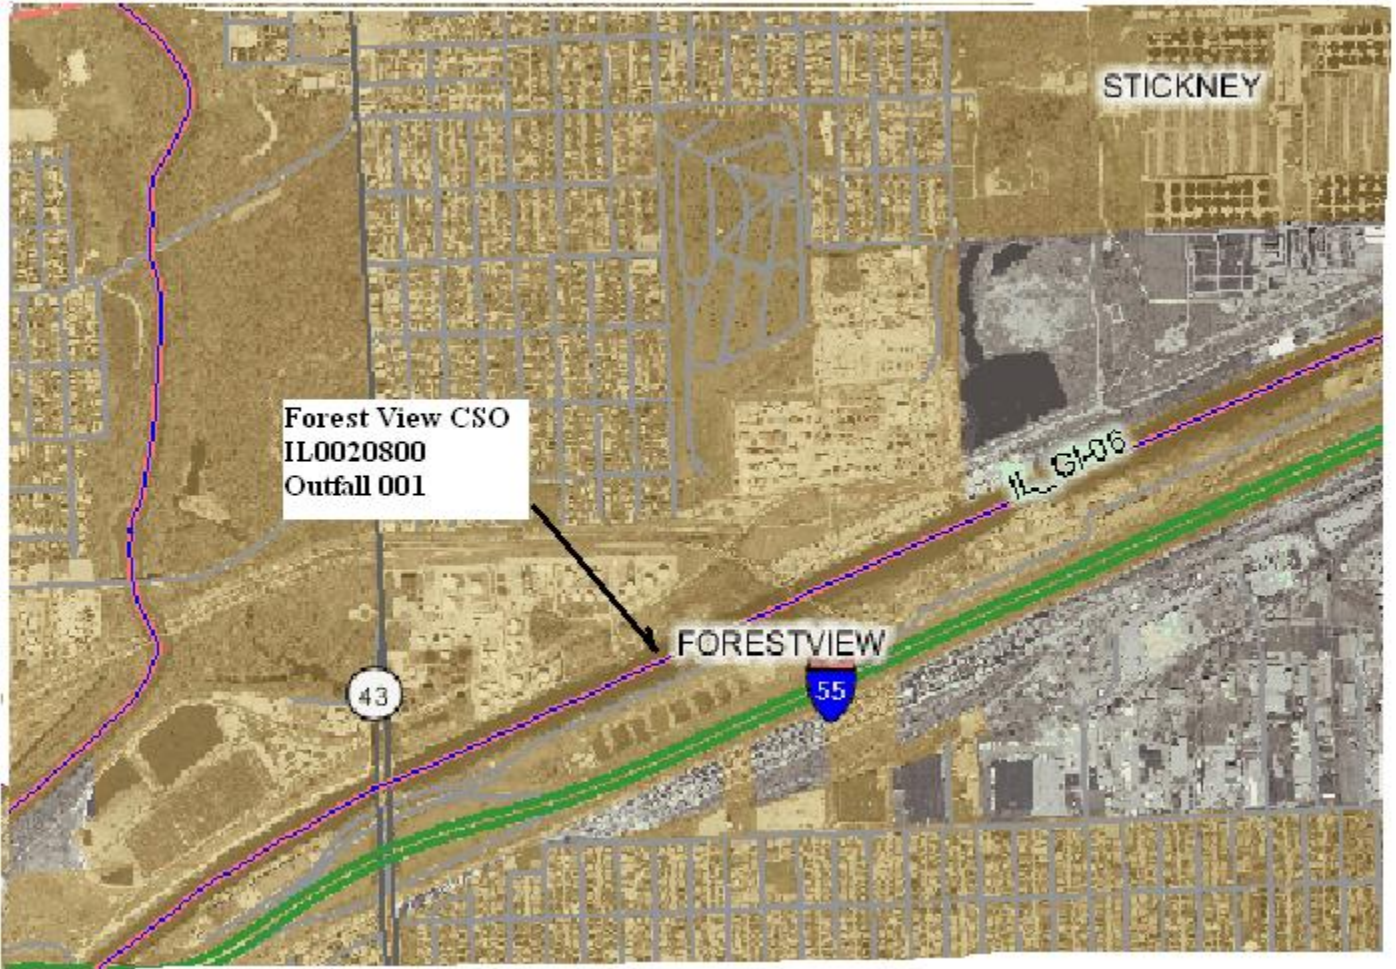 STICKNEY
Forest View CSO
IL0020800
Outfall 001
IL_GI-06
FORESTVIEW
55
43